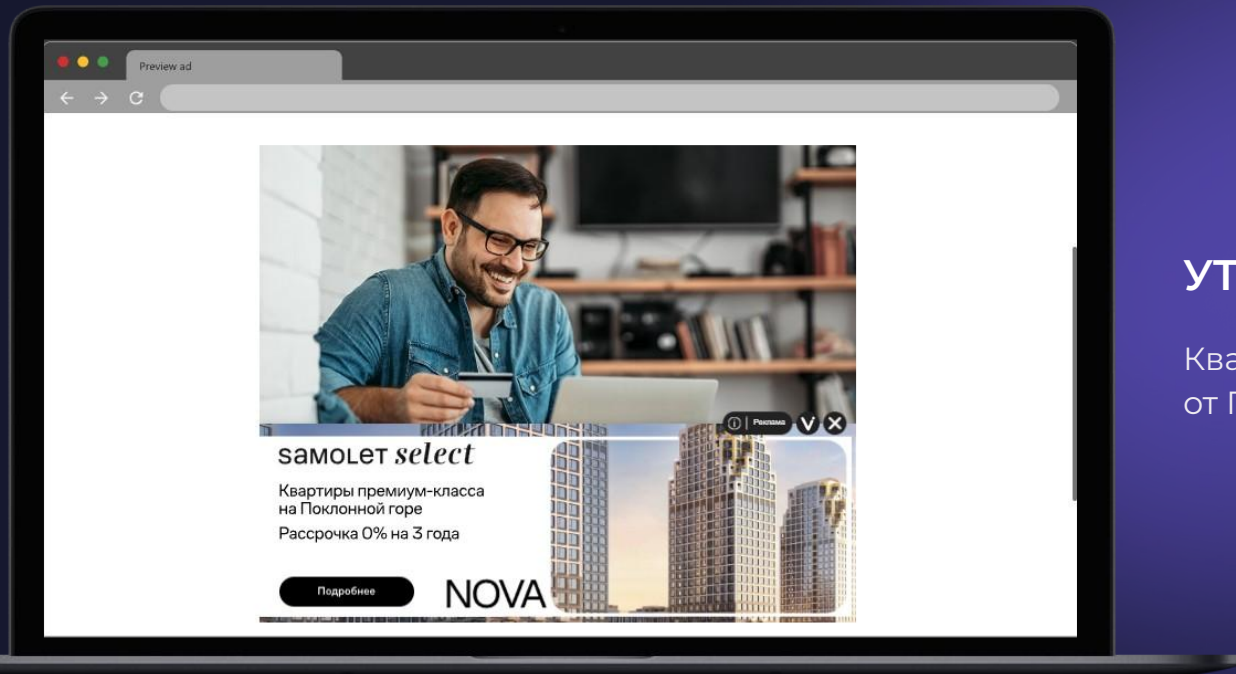 Preview ad
Реклама
samolet select
Квартиры премиум-класса
на Поклонной горе
Рассрочка 0% на 3 года
Подробнее
NOVA
УТ
Ква
от П